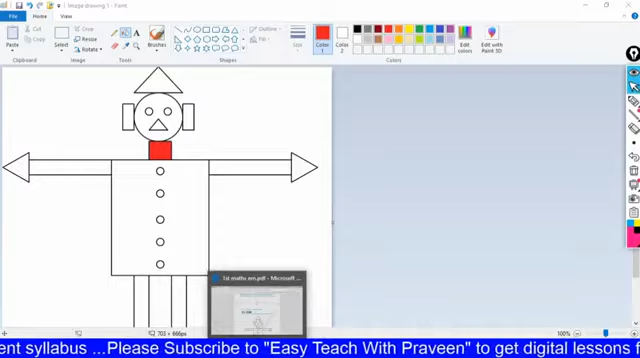 Image drawing 1 - Paint
File Home View
Paste
Cut
Copy
Clipboard
Select
Crop
Resize
Rotate
Image
Tools
Brushes
Shapes
Outline
Fill
Size
Color 1
Color 2
Colors
Edit colors
Edit with Paint 3D
1st maths em.pdf - Microsoft ...
703 × 666px
100%
ent syllabus ...Please Subscribe to "Easy Teach With Praveen" to get digital lessons f